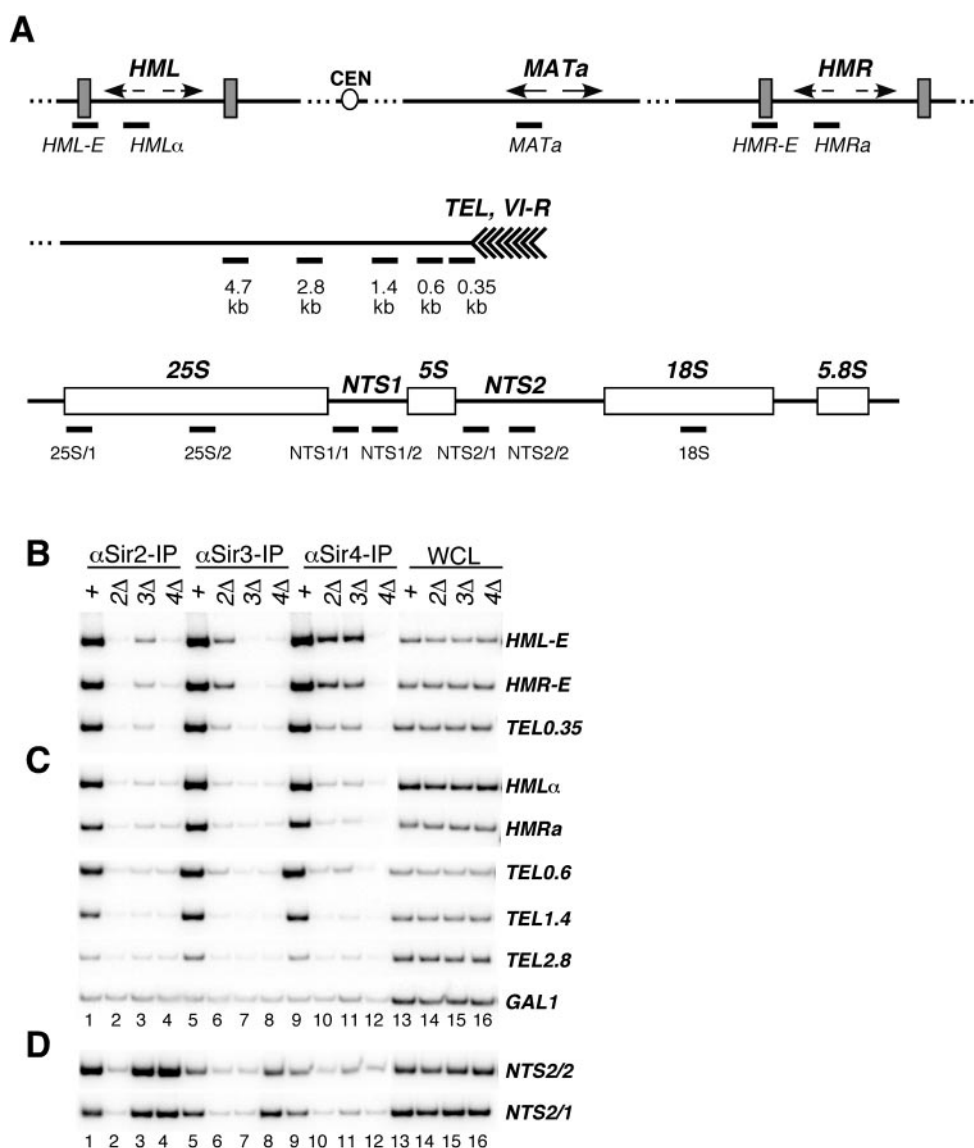 A
HML CEN MATa HMR
HML-E HMLα MATa HMR-E HMRa
TEL, VI-R
4.7 2.8 1.4 0.6 0.35
kb kb kb kb kb
25S NTS1 5S NTS2 18S 5.8S
25S/1 25S/2 NTS1/1 NTS1/2 NTS2/1 NTS2/2 18S
B αSir2-IP αSir3-IP αSir4-IP WCL
+ 2Δ 3Δ 4Δ + 2Δ 3Δ 4Δ + 2Δ 3Δ 4Δ + 2Δ 3Δ 4Δ
HML-E
HMR-E
TEL0.35
C
HMLα
HMRa
TEL0.6
TEL1.4
TEL2.8
GAL1
1 2 3 4 5 6 7 8 9 10 11 12 13 14 15 16
D
NTS2/2
NTS2/1
1 2 3 4 5 6 7 8 9 10 11 12 13 14 15 16